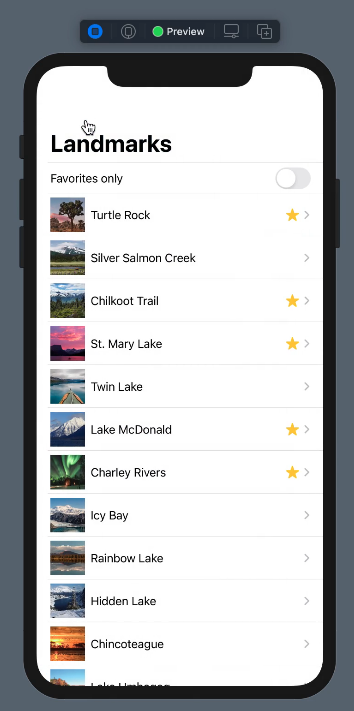 Preview
Landmarks
Favorites only
Turtle Rock
Silver Salmon Creek
Chilkoot Trail
St. Mary Lake
Twin Lake
Lake McDonald
Charley Rivers
Icy Bay
Rainbow Lake
Hidden Lake
Chincoteague
Lake Umbagog